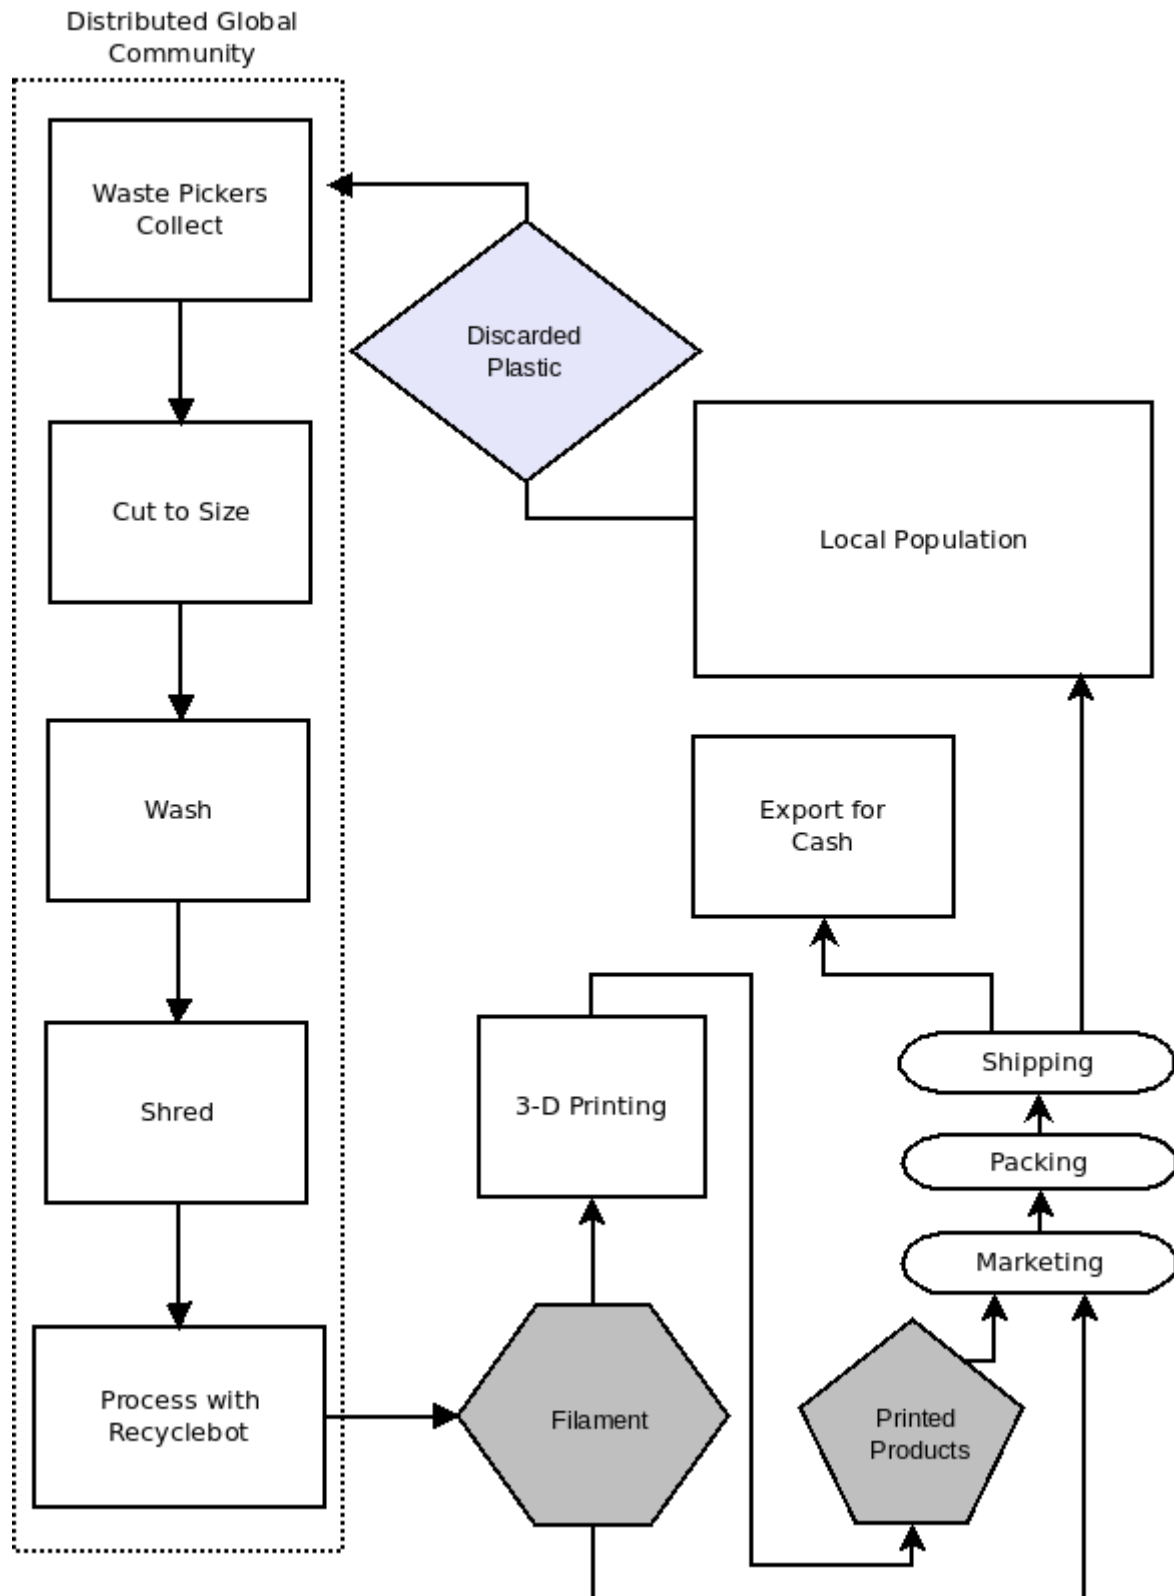 Distributed Global
Community
Waste Pickers
Collect
Discarded
Plastic
Cut to Size
Local Population
Wash
Export for
Cash
Shred
3-D Printing
Shipping
Packing
Marketing
Process with
Recyclebot
Filament
Printed
Products